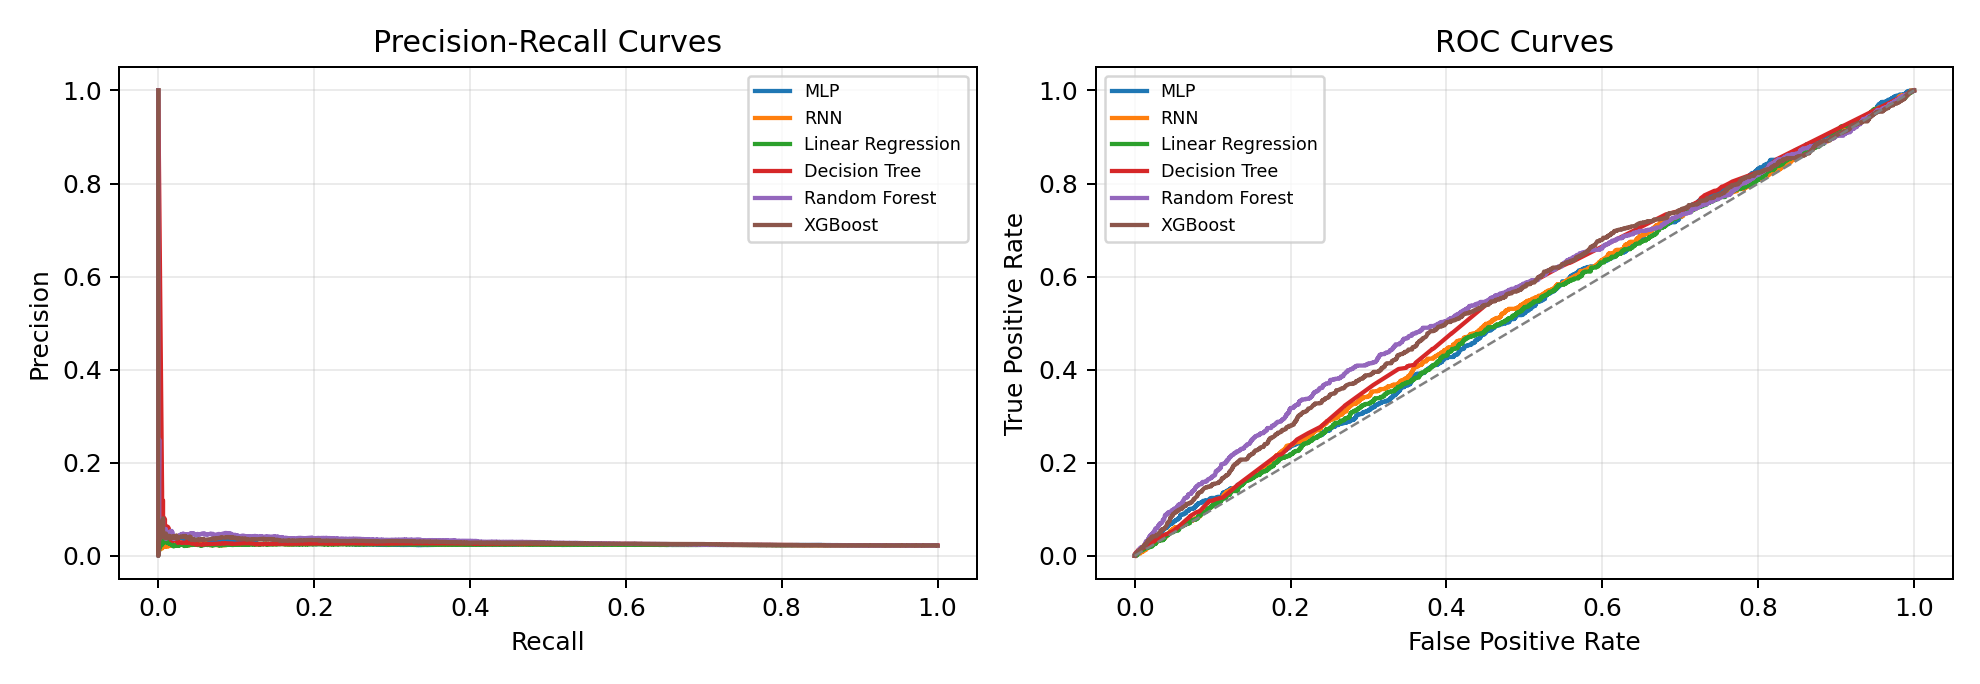 Precision-Recall Curves
1.0
0.8
0.6
0.4
0.2
0.0
Precision
0.0 0.2 0.4 0.6 0.8 1.0
Recall
MLP
RNN
Linear Regression
Decision Tree
Random Forest
XGBoost
ROC Curves
1.0
0.8
0.6
0.4
0.2
0.0
True Positive Rate
0.0 0.2 0.4 0.6 0.8 1.0
False Positive Rate
MLP
RNN
Linear Regression
Decision Tree
Random Forest
XGBoost